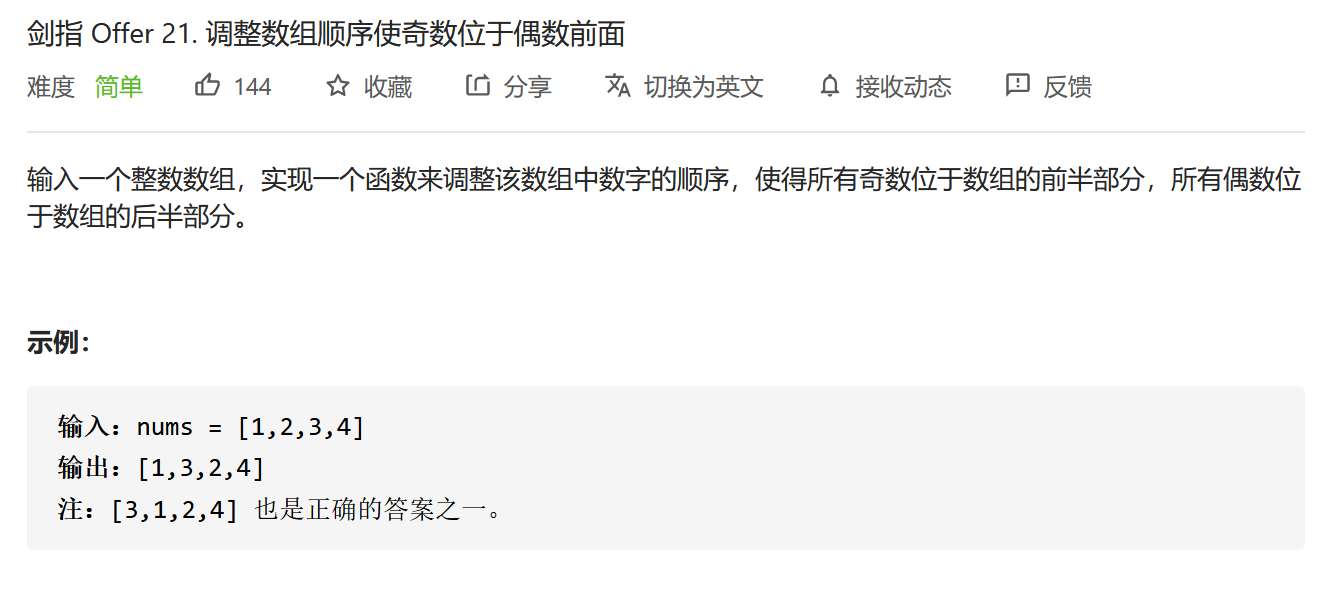 剑指 Offer 21. 调整数组顺序使奇数位于偶数前面
难度 简单 144 收藏 分享 切换为英文 接收动态 反馈
输入一个整数数组，实现一个函数来调整该数组中数字的顺序，使得所有奇数位于数组的前半部分，所有偶数位
于数组的后半部分。
示例：
输入：nums = [1,2,3,4]
输出：[1,3,2,4]
注：[3,1,2,4] 也是正确的答案之一。